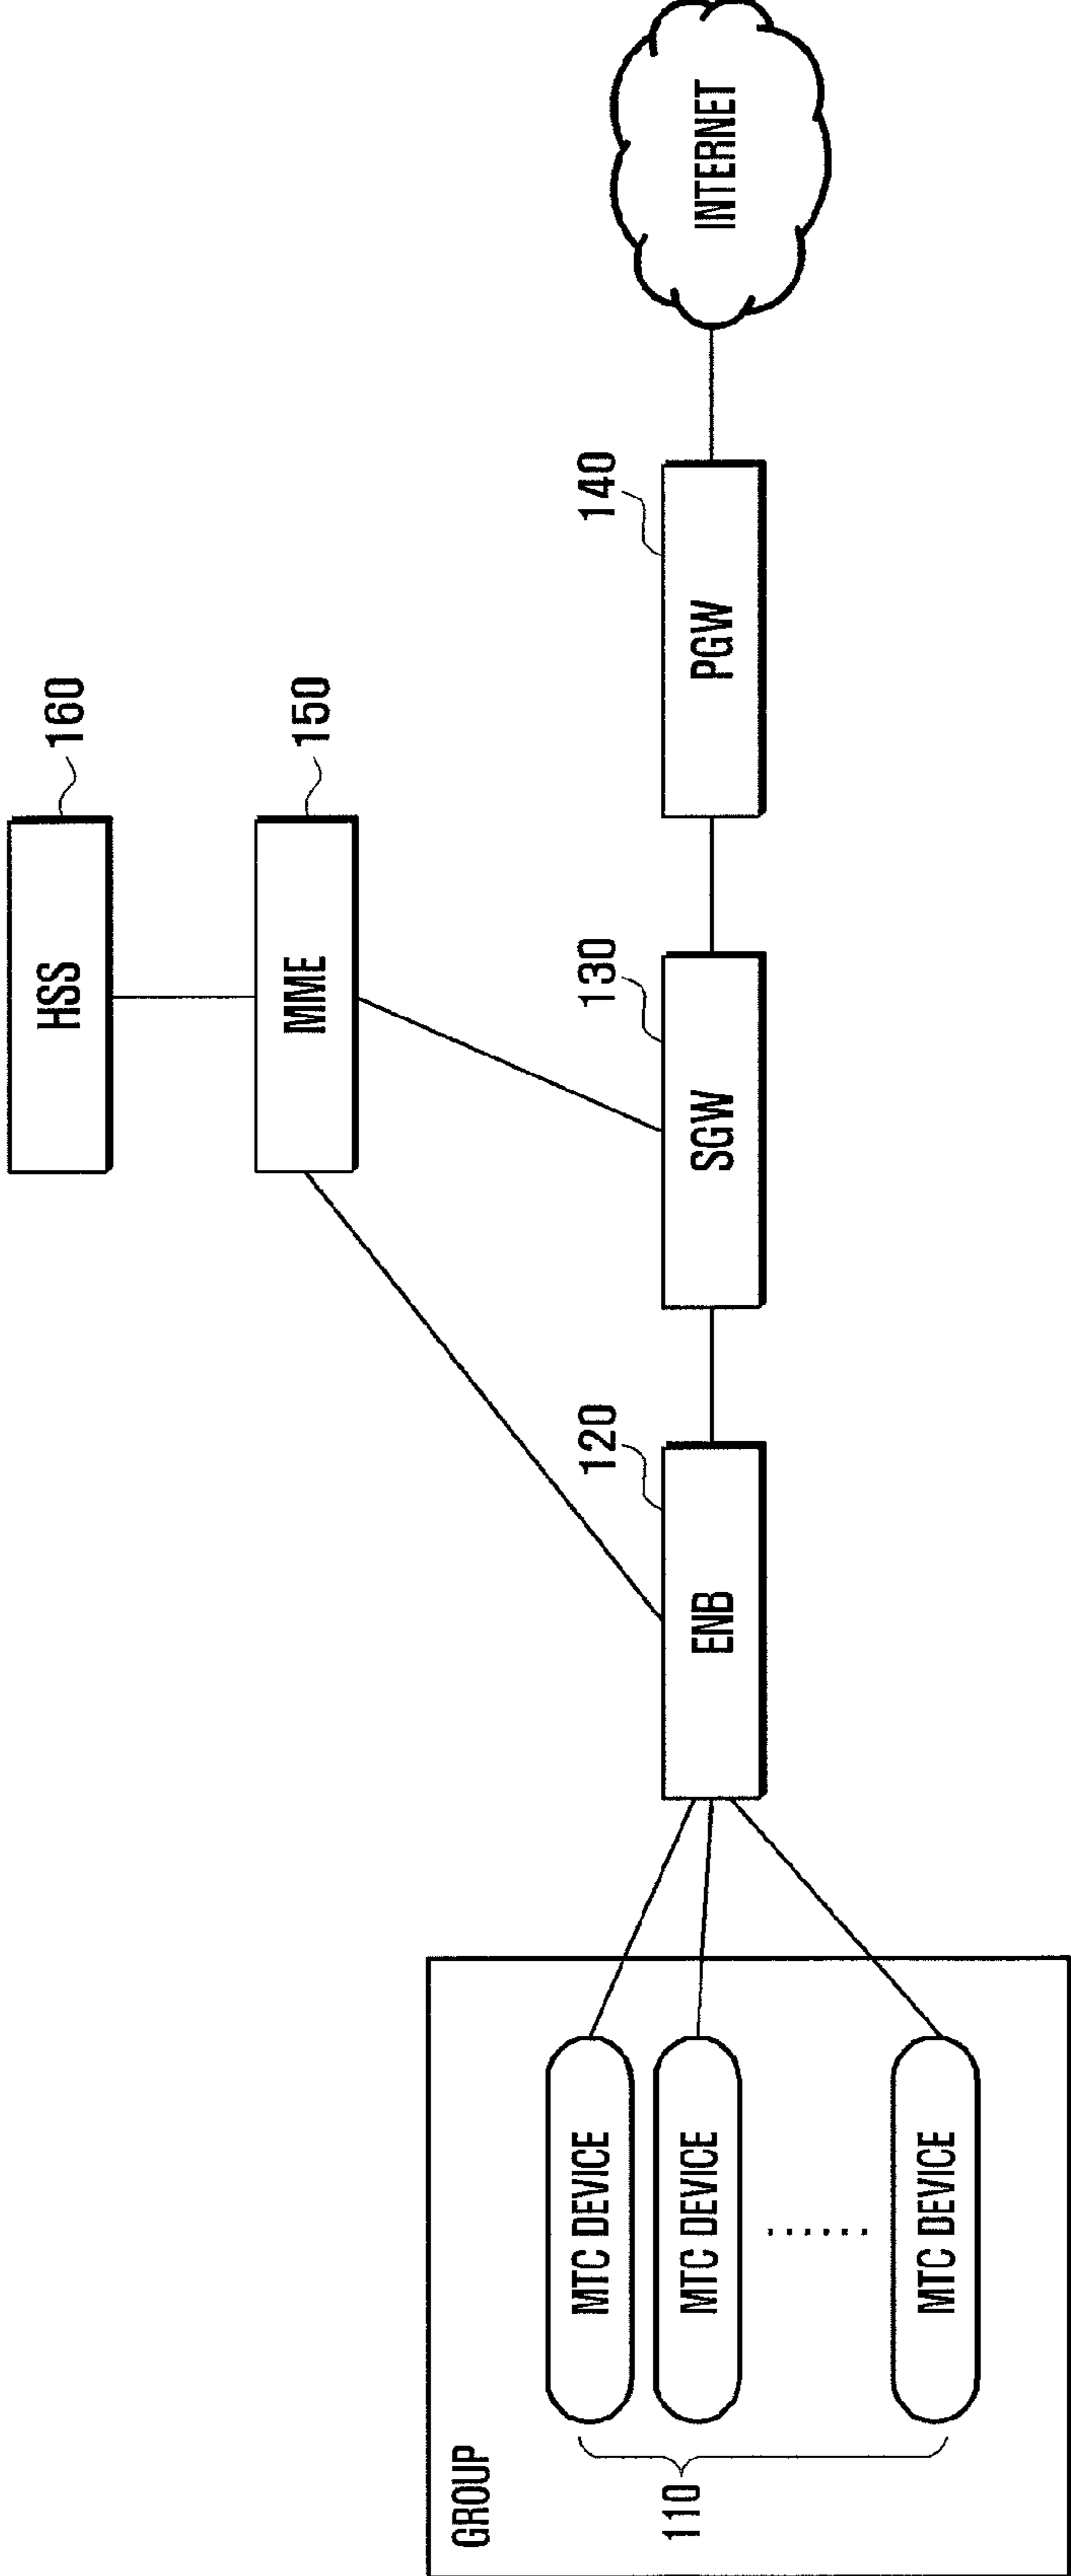 HSS
160
MME
150
GROUP
MTC DEVICE
MTC DEVICE
......
MTC DEVICE
110
ENB
120
SGW
130
PGW
140
INTERNET